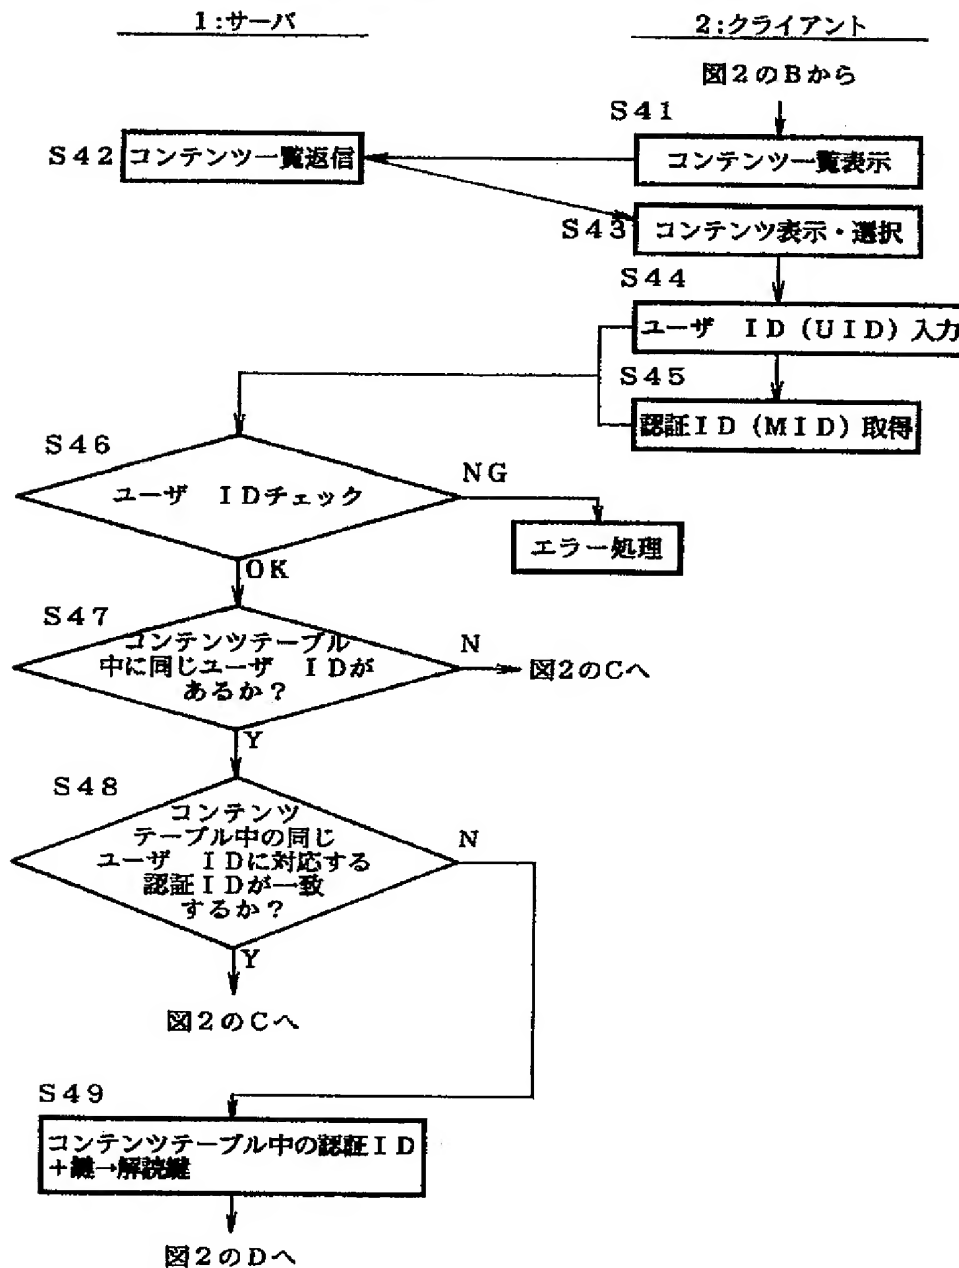 1:サーバ
2:クライアント
図2のBから
S41
コンテンツ一覧表示
S42
コンテンツ一覧返信
S43
コンテンツ表示・選択
S44
ユーザ ID(UID)入力
S45
認証ID(MID)取得
S46
ユーザ IDチェック
NG
エラー処理
OK
S47
コンテンツテーブル
中に同じユーザ IDが
あるか?
N
図2のCへ
Y
S48
コンテンツ
テーブル中の同じ
ユーザ IDに対応する
認証IDが一致
するか?
N
Y
図2のCへ
S49
コンテンツテーブル中の認証ID
+鍵→解読鍵
図2のDへ